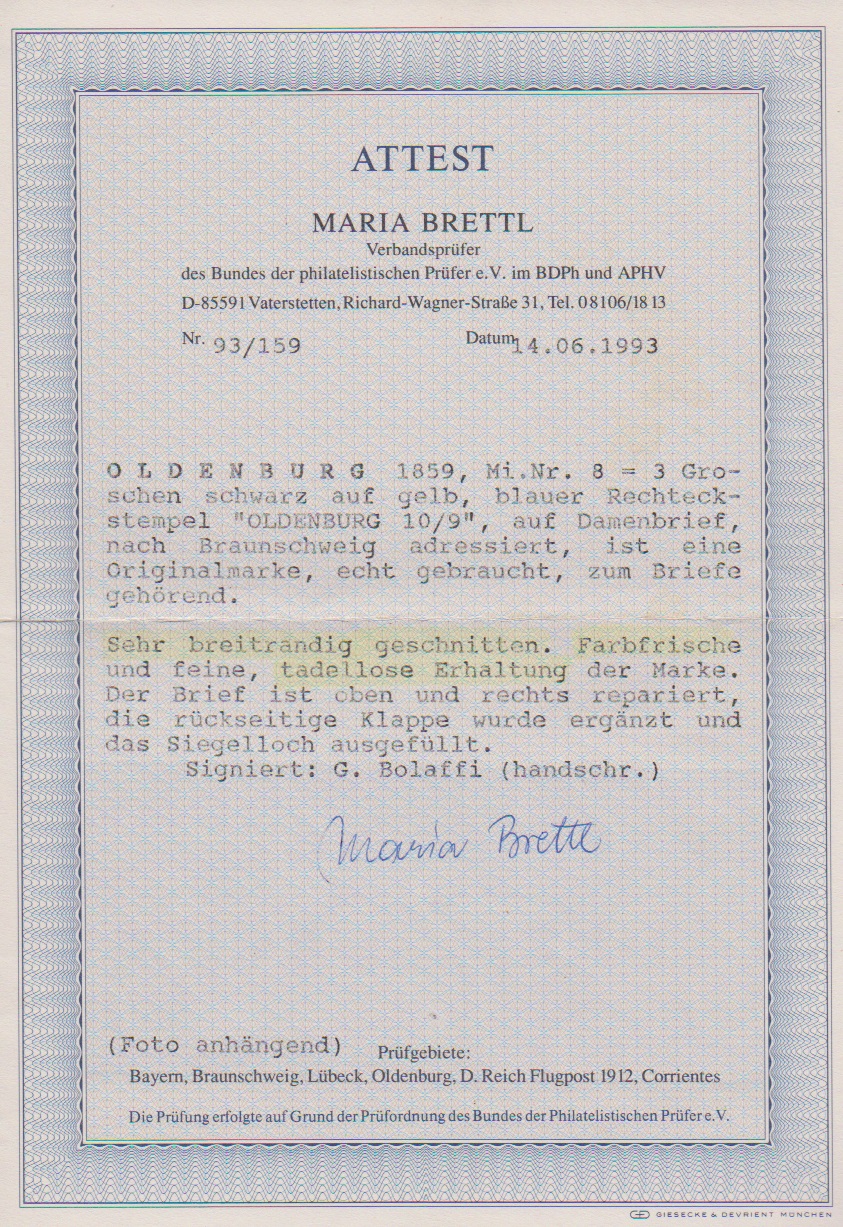 ATTEST
MARIA BRETTL
Verbandsprüfer
des Bundes der philatelistischen Prüfer e.V. im BDPh und APHV
D-85591 Vaterstetten, Richard-Wagner-Straße 31, Tel. 08106/18 13
Nr. 93/159 Datum 14.06.1993
O L D E N B U R G 1859, Mi.Nr. 8 = 3 Gro-
schen schwarz auf gelb, blauer Rechteck-
stempel "OLDENBURG 10/9", auf Damenbrief,
nach Braunschweig adressiert, ist eine
Originalmarke, echt gebraucht, zum Briefe
gehörend.
Sehr breitrandig geschnitten. Farbfrische
und feine, tadellose Erhaltung der Marke.
Der Brief ist oben und rechts repariert,
die rückseitige Klappe wurde ergänzt und
das Siegelloch ausgefüllt.
Signiert: G. Bolaffi (handschr.)
Maria Brettl
(Foto anhängend) Prüfgebiete:
Bayern, Braunschweig, Lübeck, Oldenburg, D. Reich Flugpost 1912, Corrientes
Die Prüfung erfolgte auf Grund der Prüfordnung des Bundes der Philatelistischen Prüfer e.V.
GIESECKE & DEVRIENT MÜNCHEN